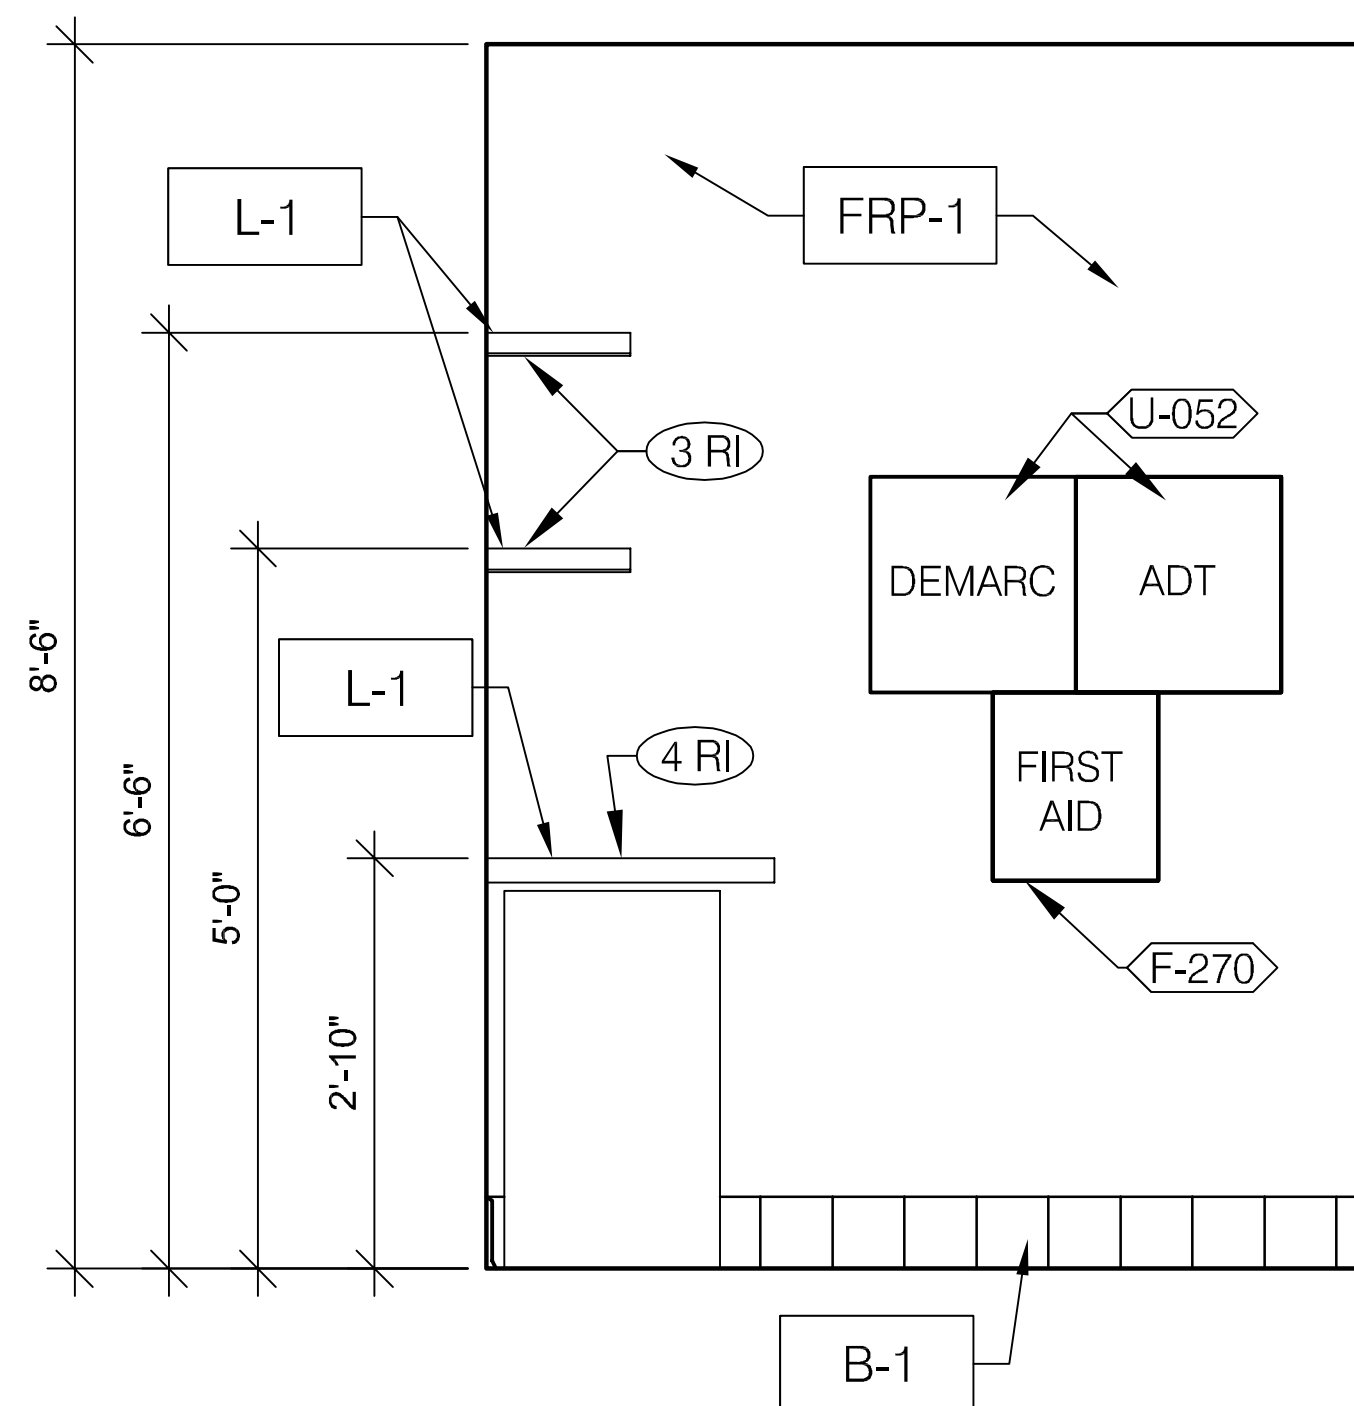 L-1
FRP-1
U-052
3 RI
DEMARC
ADT
8'-6"
L-1
4 RI
FIRST
AID
6'-6"
5'-0"
F-270
2'-10"
B-1